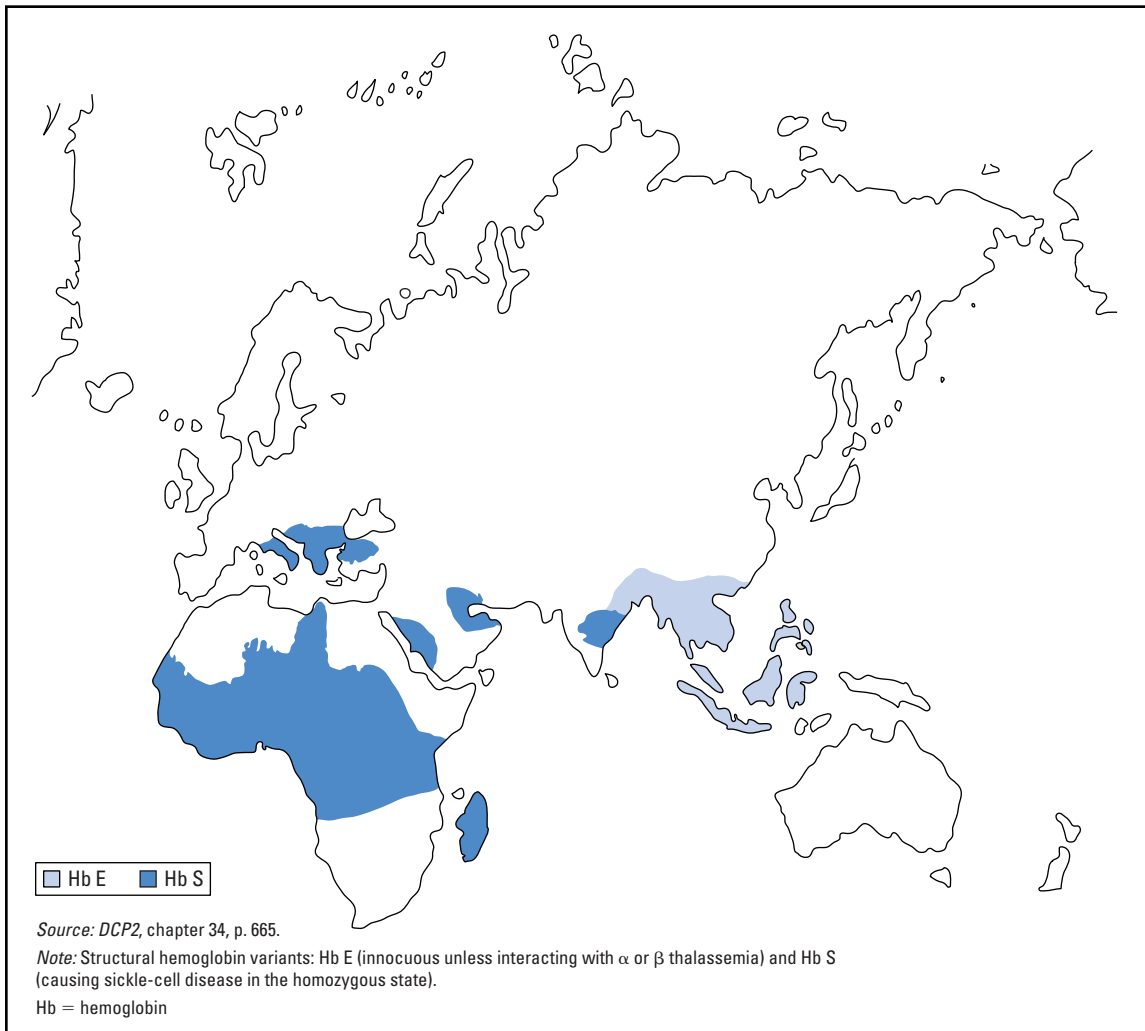 Hb E Hb S
Source: DCP2, chapter 34, p. 665.
Note: Structural hemoglobin variants: Hb E (innocuous unless interacting with α or β thalassemia) and Hb S
(causing sickle-cell disease in the homozygous state).
Hb = hemoglobin